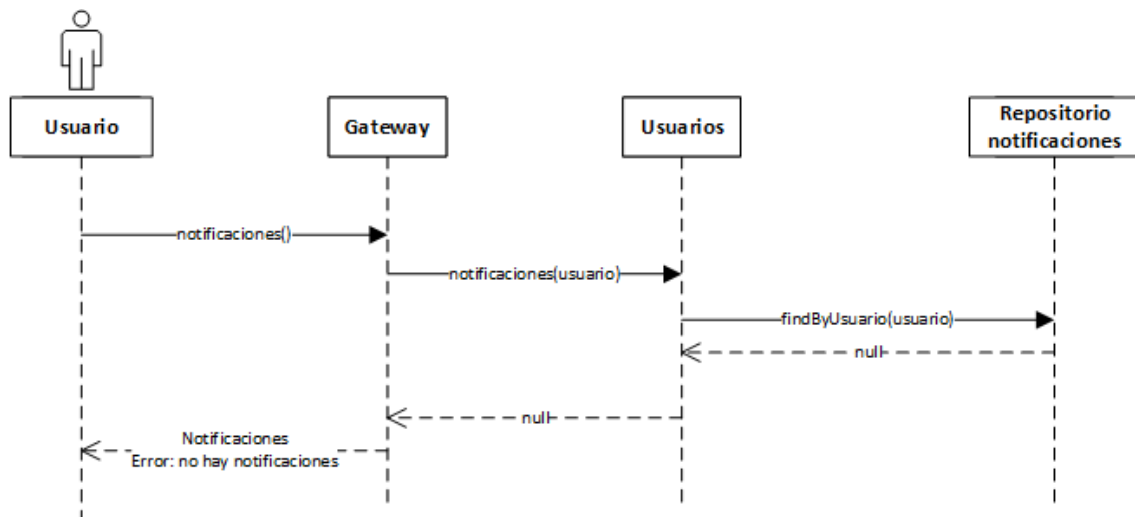 Usuario
Gateway
Usuarios
Repositorio
notificaciones
notificaciones()
notificaciones(usuario)
findByUsuario(usuario)
null
null
Notificaciones
Error: no hay notificaciones